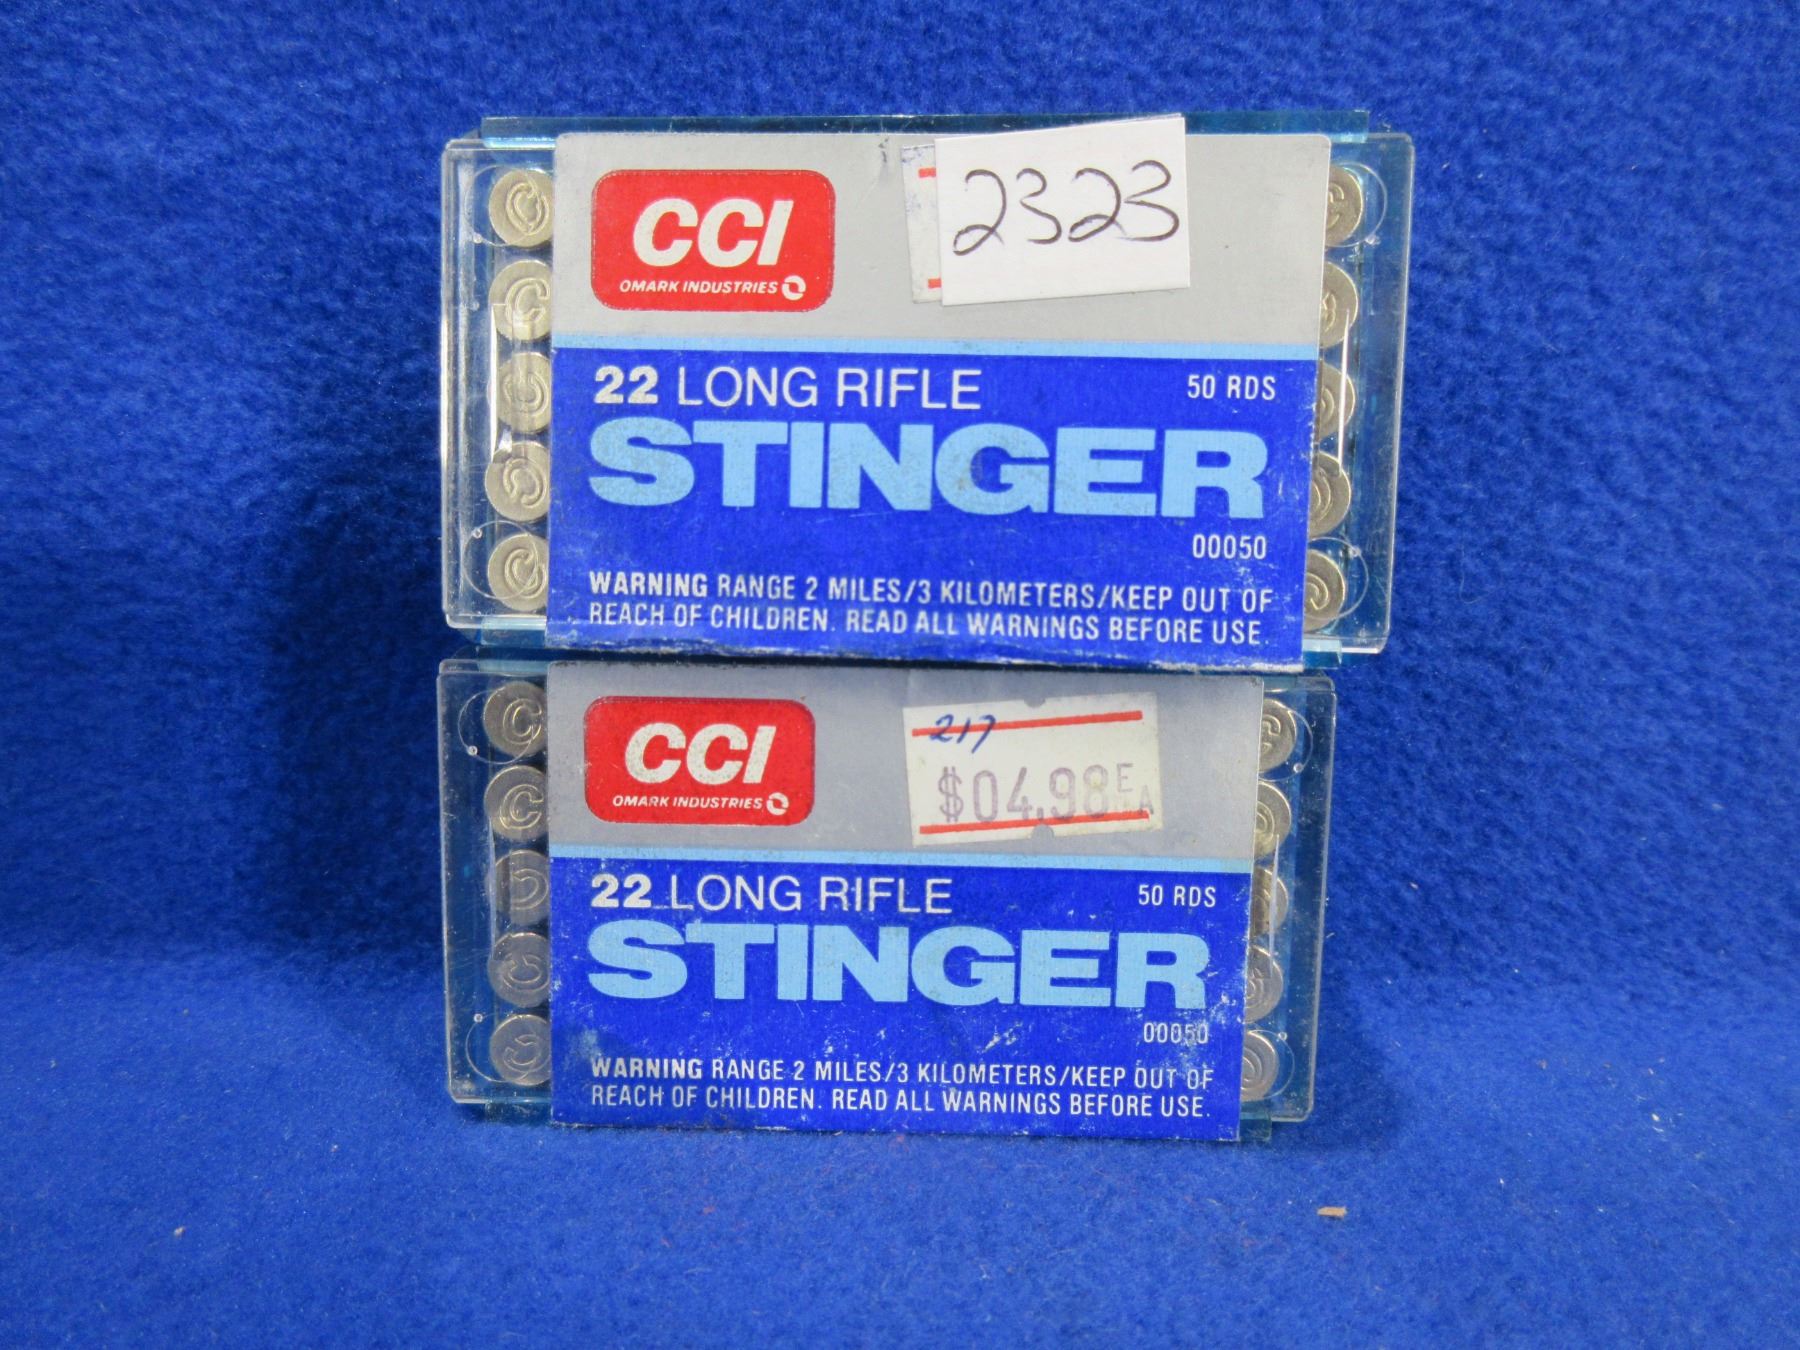 CCI
OMARK INDUSTRIES
2323
22 LONG RIFLE
50 RDS
STINGER
00050
WARNING RANGE 2 MILES/3 KILOMETERS/KEEP OUT OF
REACH OF CHILDREN. READ ALL WARNINGS BEFORE USE.
CCI
OMARK INDUSTRIES
217
$04.98 E
A
22 LONG RIFLE
50 RDS
STINGER
00050
WARNING RANGE 2 MILES/3 KILOMETERS/KEEP OUT OF
REACH OF CHILDREN. READ ALL WARNINGS BEFORE USE.